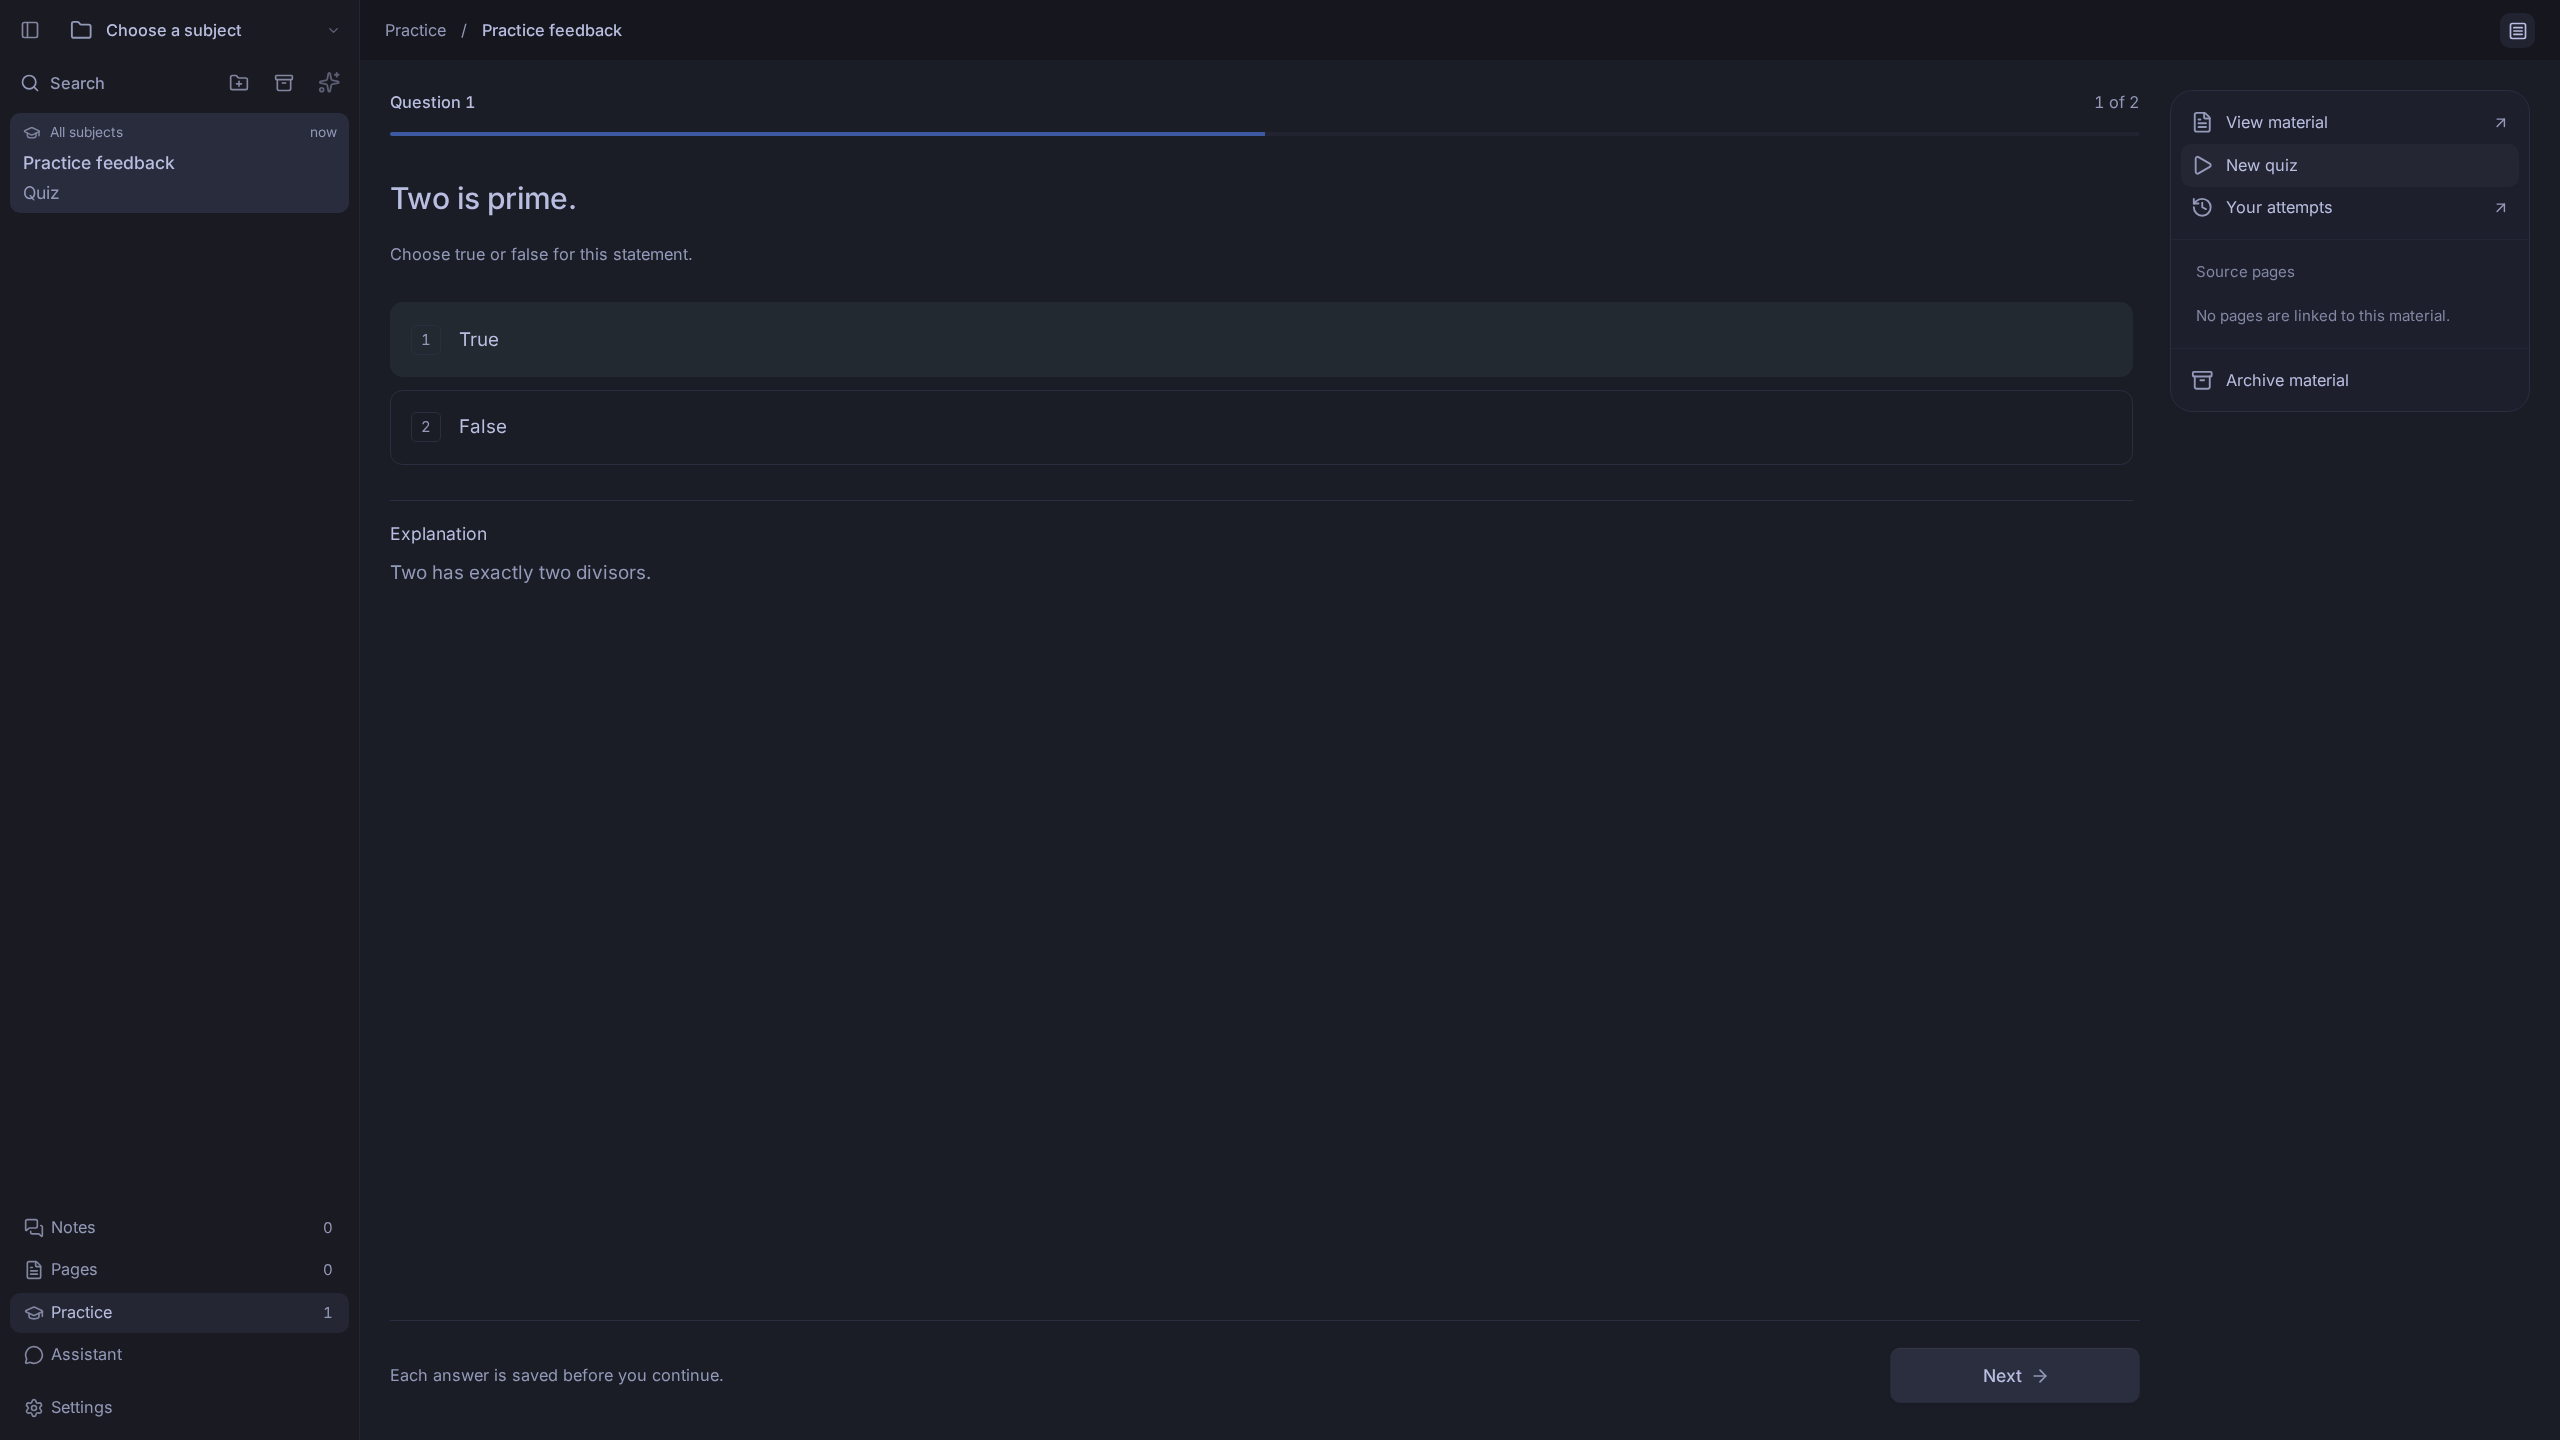 Choose a subject
Search
All subjects
now
Practice feedback
Quiz
Notes
0
Pages
0
Practice
1
Assistant
Settings
Practice / Practice feedback
Question 1
1 of 2
Two is prime.
Choose true or false for this statement.
1 True
2 False
Explanation
Two has exactly two divisors.
Each answer is saved before you continue.
Next
View material
New quiz
Your attempts
Source pages
No pages are linked to this material.
Archive material